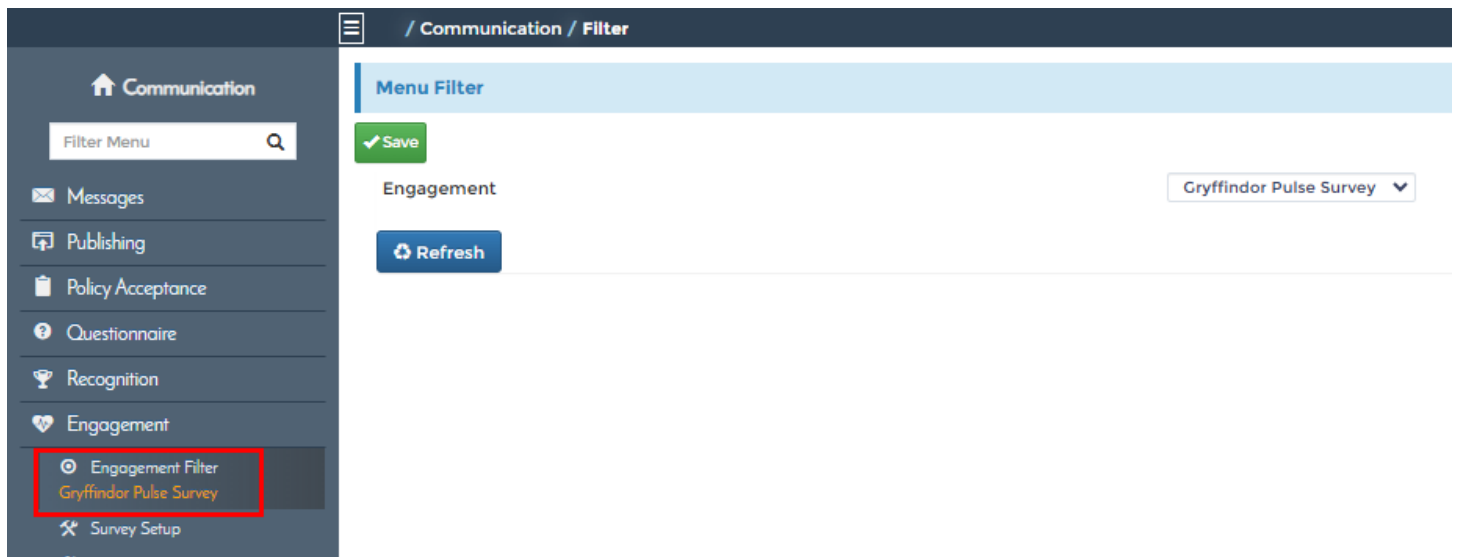 / Communication / Filter
Communication
Filter Menu
Messages
Publishing
Policy Acceptance
Questionnaire
Recognition
Engagement
Engagement Filter
Gryffindor Pulse Survey
Survey Setup
Menu Filter
Save
Engagement
Gryffindor Pulse Survey
Refresh